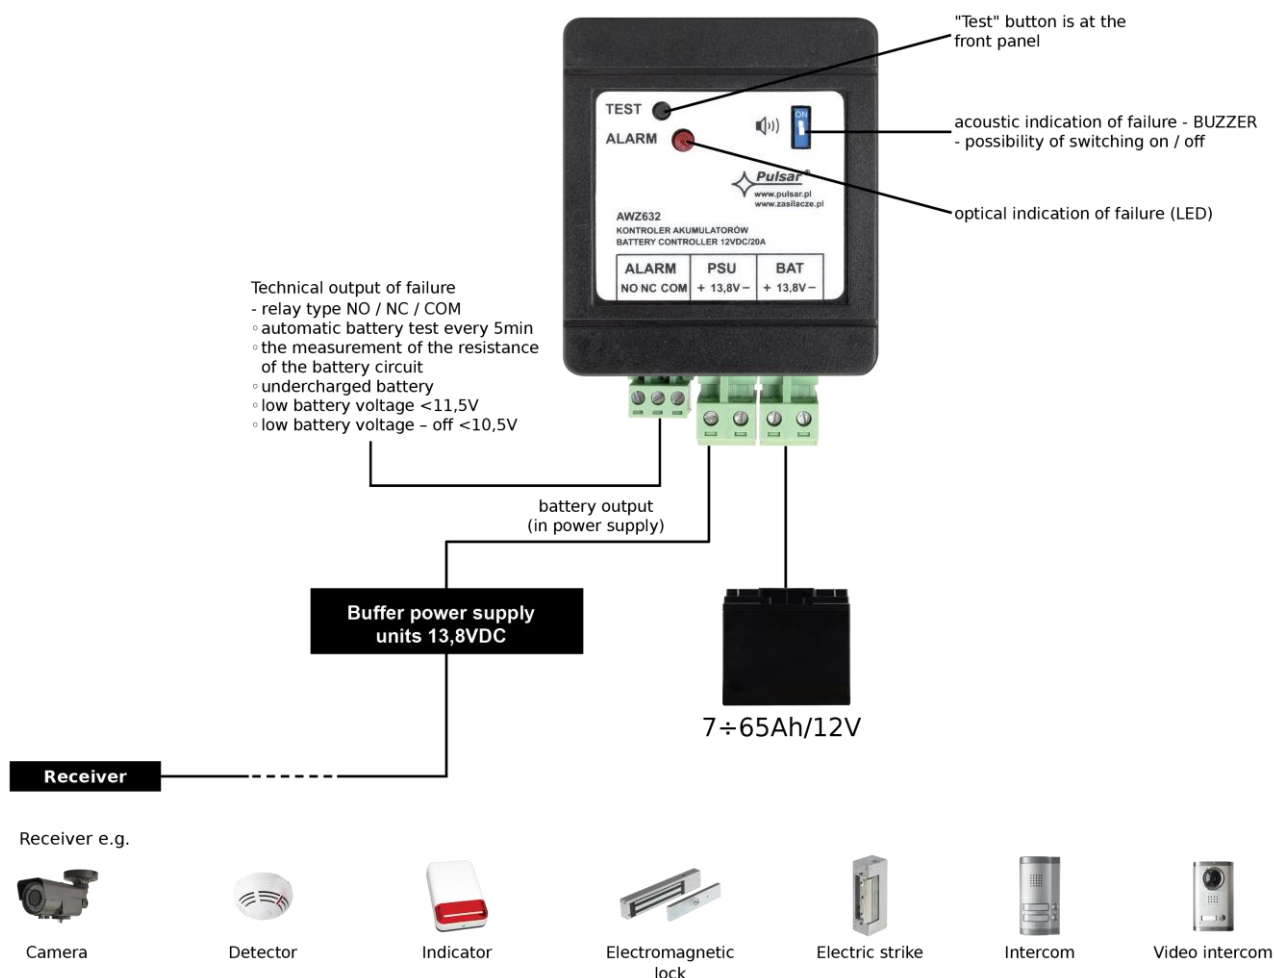 "Test" button is at the
front panel
TEST
ON
acoustic indication of failure - BUZZER
- possibility of switching on / off
ALARM
Pulsar®
www.pulsar.pl
www.zasilacze.pl
optical indication of failure (LED)
AWZ632
KONTROLER AKUMULATORÓW
BATTERY CONTROLLER 12VDC/20A
ALARM PSU BAT
NO NC COM + 13,8V − + 13,8V −
Technical output of failure
- relay type NO / NC / COM
◦ automatic battery test every 5min
◦ the measurement of the resistance
of the battery circuit
◦ undercharged battery
◦ low battery voltage <11,5V
◦ low battery voltage – off <10,5V
battery output
(in power supply)
Buffer power supply
units 13,8VDC
7÷65Ah/12V
Receiver
Receiver e.g.
Camera Detector Indicator Electromagnetic Electric strike Intercom Video intercom
lock